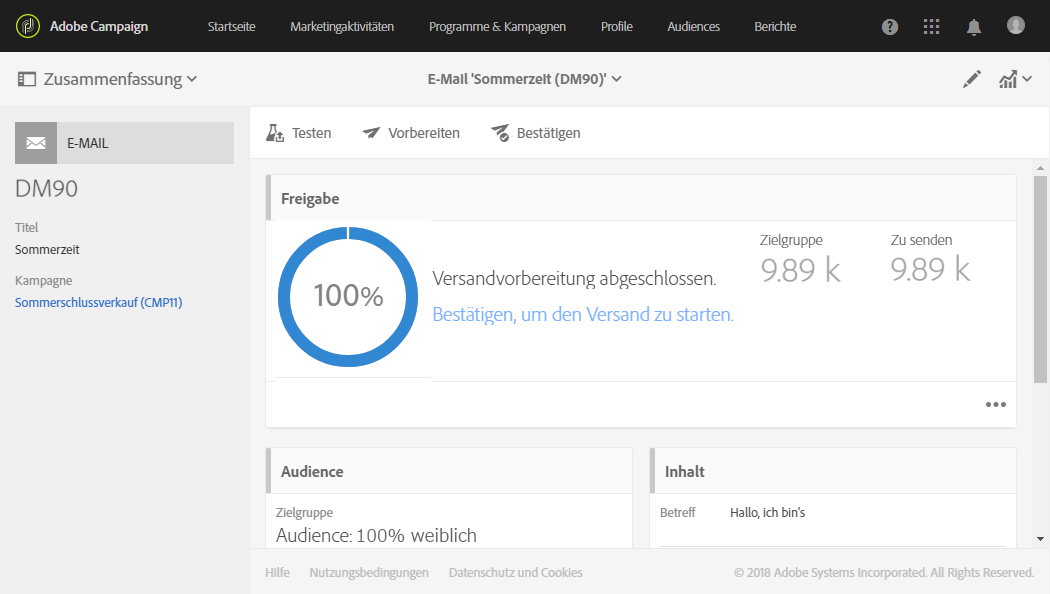 Adobe Campaign Startseite Marketingaktivitäten Programme & Kampagnen Profile Audiences Berichte
Zusammenfassung E-Mail 'Sommerzeit (DM90)'
E-MAIL
DM90
Titel
Sommerzeit
Kampagne
Sommerschlussverkauf (CMP11)
Testen Vorbereiten Bestätigen
Freigabe
100%
Versandvorbereitung abgeschlossen.
Bestätigen, um den Versand zu starten.
Zielgruppe Zu senden
9.89 k 9.89 k
Audience
Zielgruppe
Audience: 100% weiblich
Inhalt
Betreff Hallo, ich bin's
Hilfe Nutzungsbedingungen Datenschutz und Cookies © 2018 Adobe Systems Incorporated. All Rights Reserved.